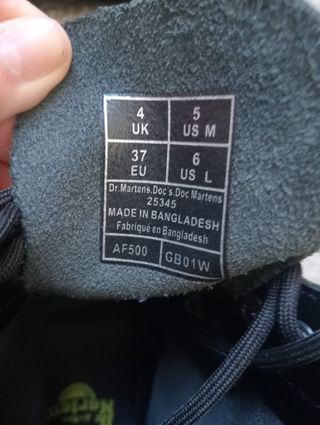 4 UK
5 US M
37 EU
6 US L
Dr.Martens.Doc's.Doc Martens
25345
MADE IN BANGLADESH
Fabriqué en Bangladesh
AF500
GB01W